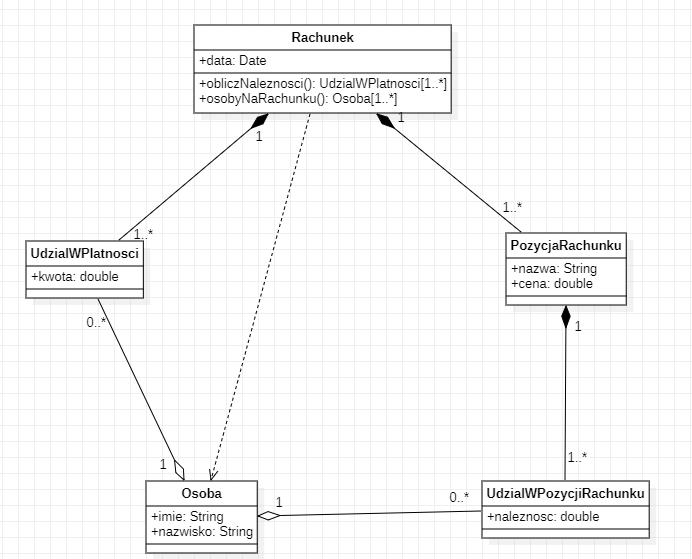 Rachunek
+data: Date
+obliczNaleznosci(): UdzialWPlatnosci[1..*]
+osobyNaRachunku(): Osoba[1..*]
1
1
1..*
1..*
UdzialWPlatnosci
+kwota: double
PozycjaRachunku
+nazwa: String
+cena: double
0..*
1
1
1..*
Osoba
+imie: String
+nazwisko: String
1
0..*
UdzialWPozycjiRachunku
+naleznosc: double